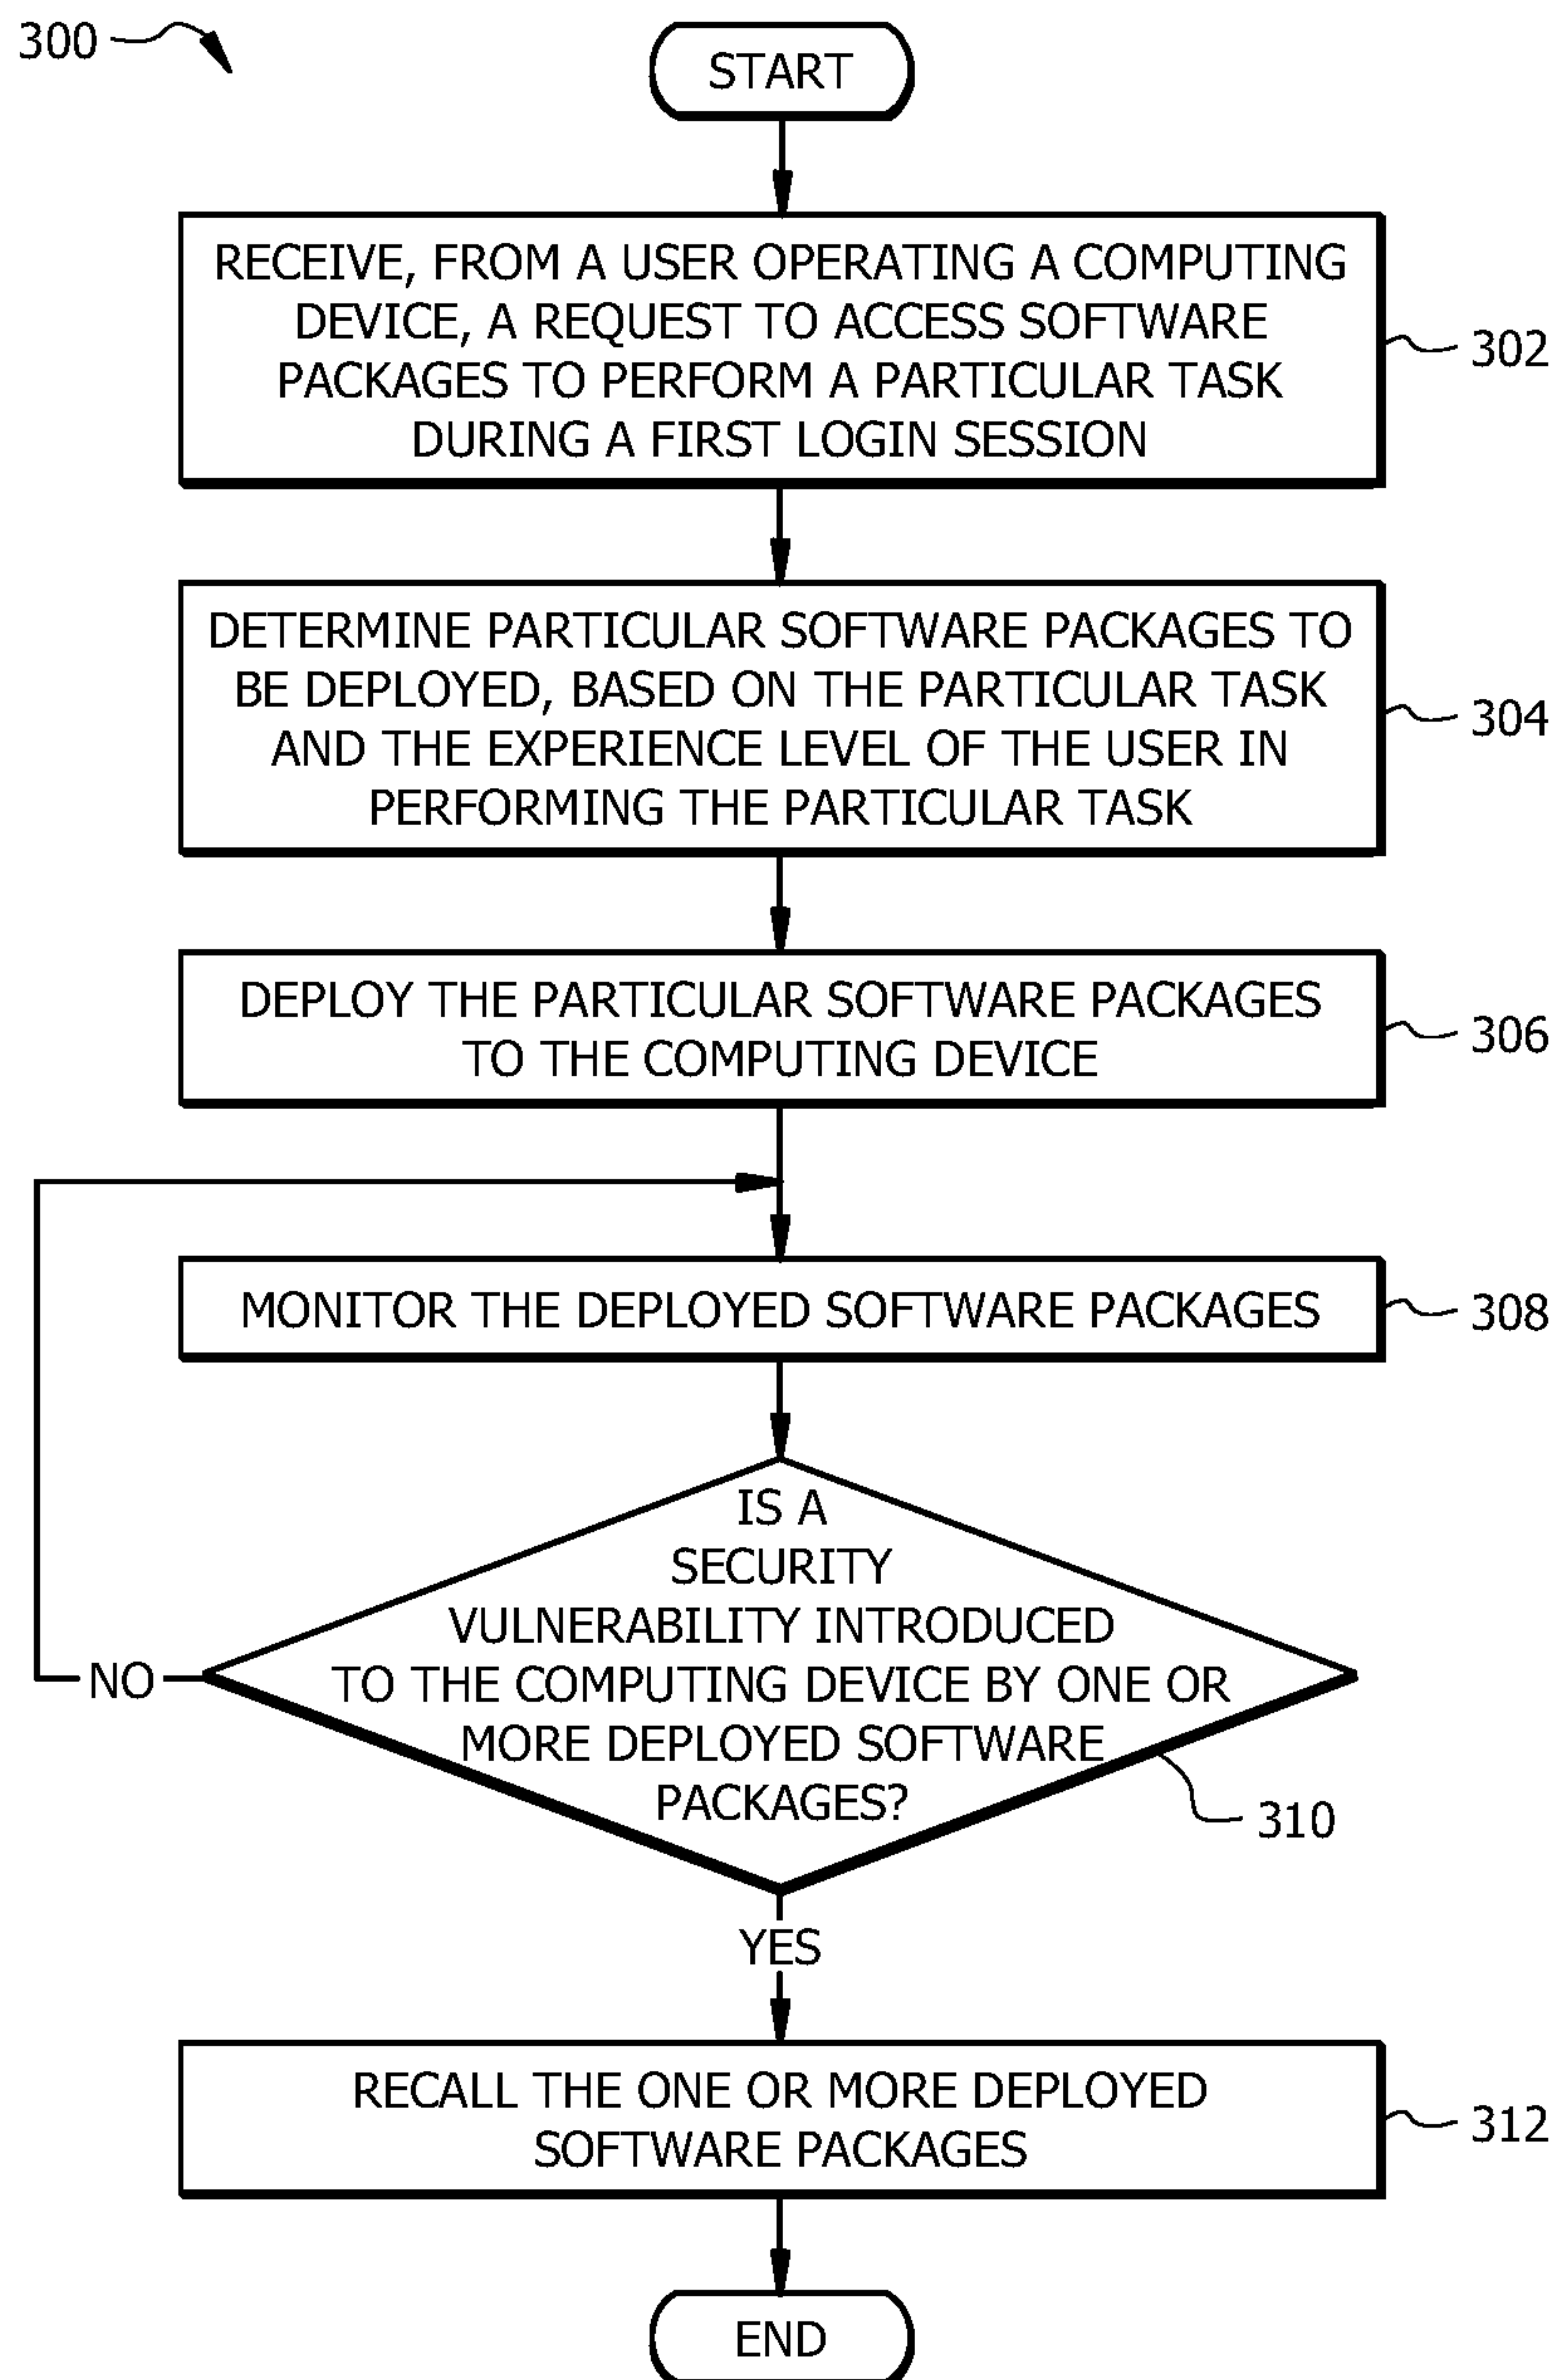 300
START
RECEIVE, FROM A USER OPERATING A COMPUTING
DEVICE, A REQUEST TO ACCESS SOFTWARE
PACKAGES TO PERFORM A PARTICULAR TASK
DURING A FIRST LOGIN SESSION
302
DETERMINE PARTICULAR SOFTWARE PACKAGES TO
BE DEPLOYED, BASED ON THE PARTICULAR TASK
AND THE EXPERIENCE LEVEL OF THE USER IN
PERFORMING THE PARTICULAR TASK
304
DEPLOY THE PARTICULAR SOFTWARE PACKAGES
TO THE COMPUTING DEVICE
306
MONITOR THE DEPLOYED SOFTWARE PACKAGES
308
IS A
SECURITY
VULNERABILITY INTRODUCED
TO THE COMPUTING DEVICE BY ONE OR
MORE DEPLOYED SOFTWARE
PACKAGES?
NO
310
YES
RECALL THE ONE OR MORE DEPLOYED
SOFTWARE PACKAGES
312
END